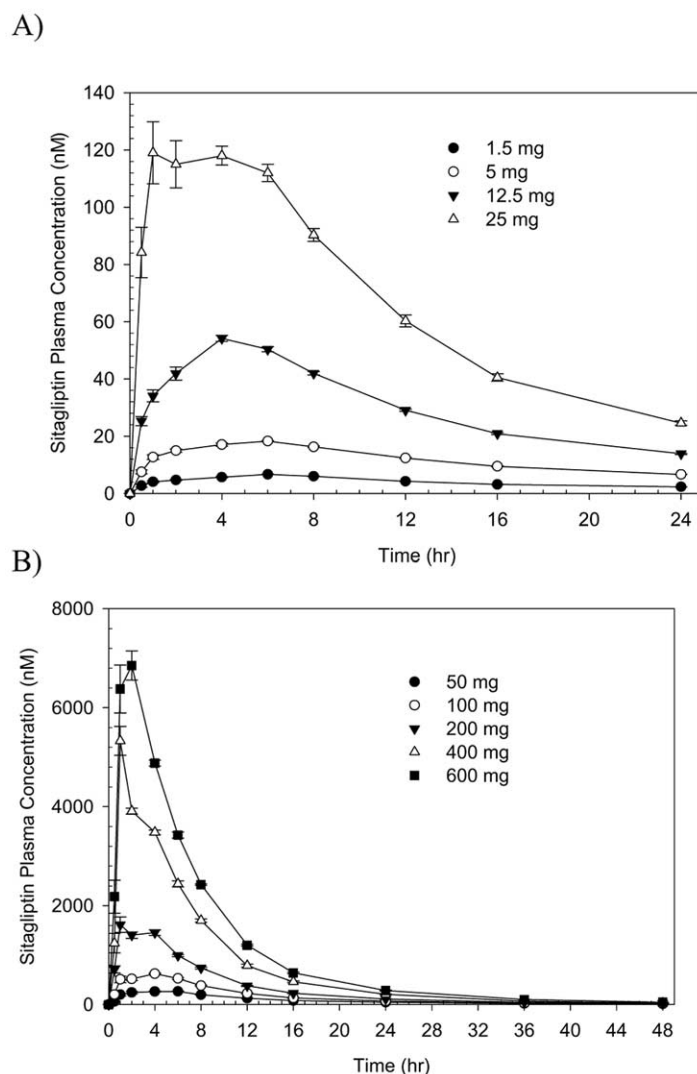 A)
140
120
100
80
60
40
20
0
Sitagliptin Plasma Concentration (nM)
1.5 mg
5 mg
12.5 mg
25 mg
0 4 8 12 16 20 24
Time (hr)
B)
8000
6000
4000
2000
0
Sitagliptin Plasma Concentration (nM)
50 mg
100 mg
200 mg
400 mg
600 mg
0 4 8 12 16 20 24 28 32 36 40 44 48
Time (hr)